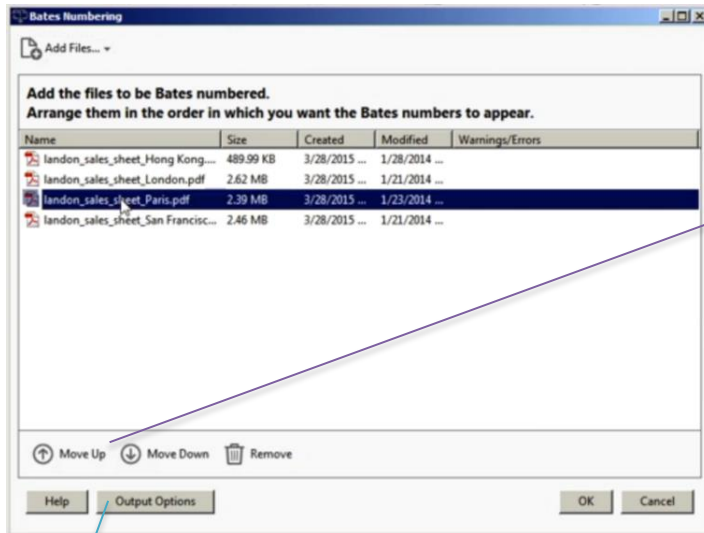 Bates Numbering
Add Files...
Add the files to be Bates numbered.
Arrange them in the order in which you want the Bates numbers to appear.
Name Size Created Modified Warnings/Errors
landon_sales_sheet_Hong Kong.... 489.99 KB 3/28/2015 ... 1/28/2014 ...
landon_sales_sheet_London.pdf 2.62 MB 3/28/2015 ... 1/21/2014 ...
landon_sales_sheet_Paris.pdf 2.39 MB 3/28/2015 ... 1/23/2014 ...
landon_sales_sheet_San Francisc... 2.46 MB 3/28/2015 ... 1/21/2014 ...
Move Up Move Down Remove
Help Output Options OK Cancel